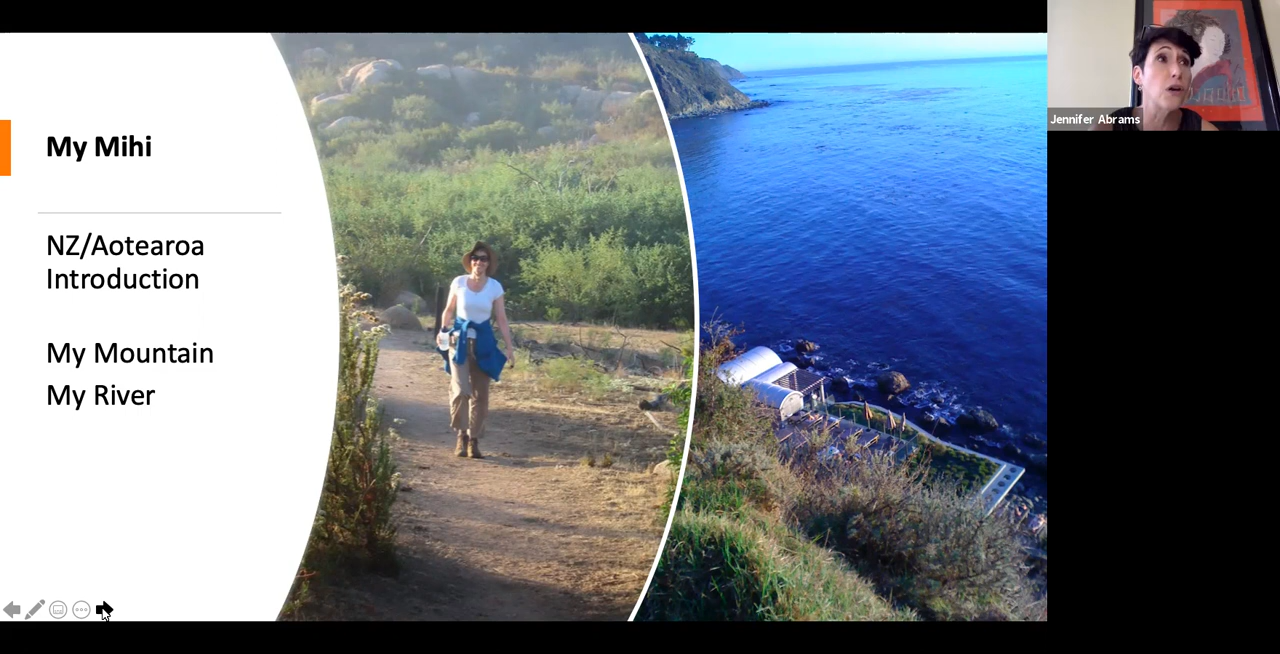 My Mihi
NZ/Aotearoa
Introduction
My Mountain
My River
Jennifer Abrams